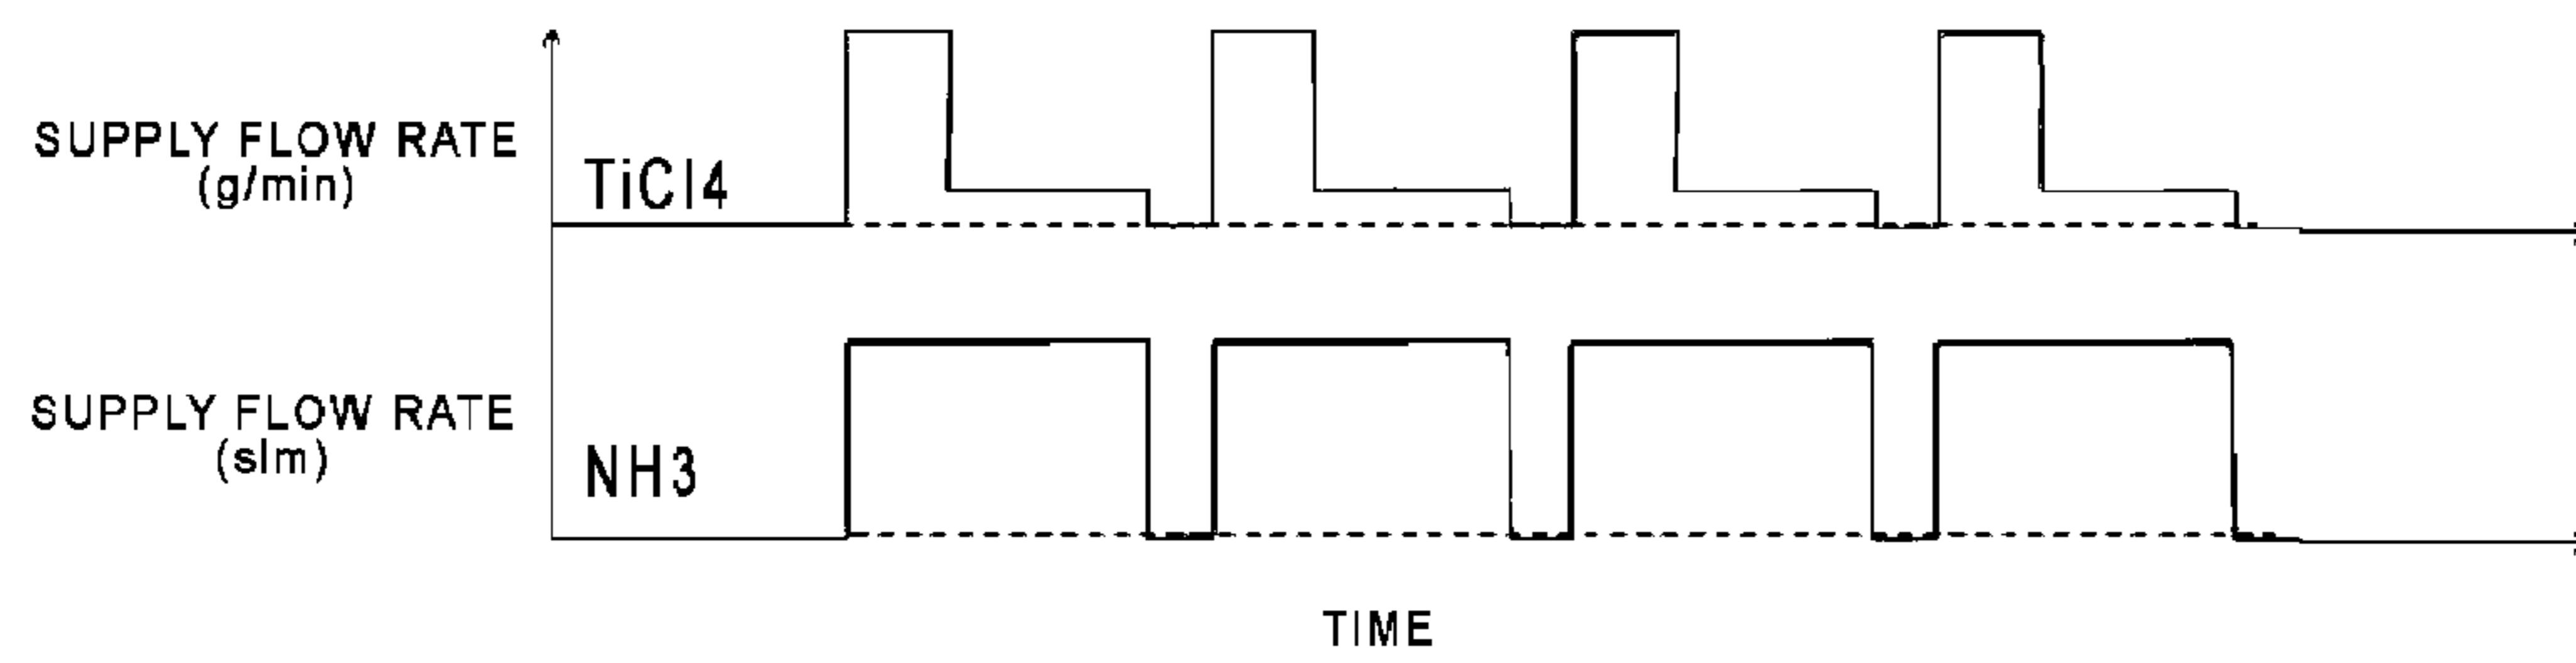 SUPPLY FLOW RATE
(g/min)
TiCl4
SUPPLY FLOW RATE
(slm)
NH3
TIME